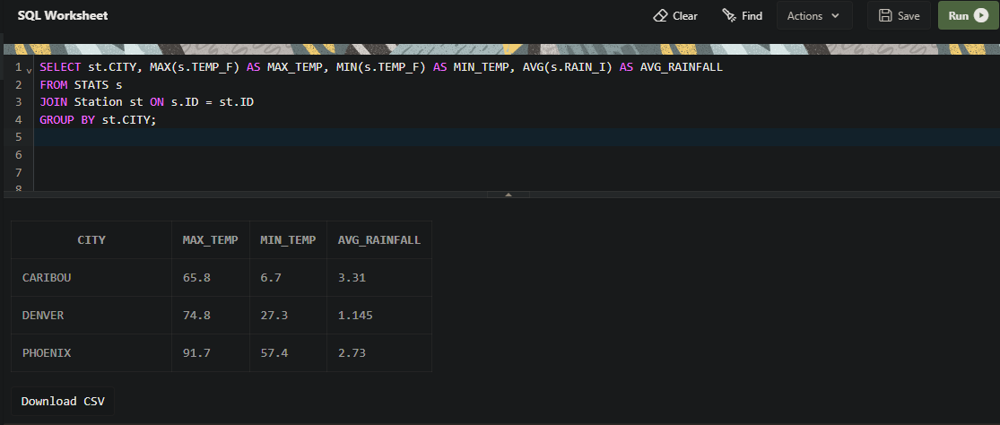 SQL Worksheet
Clear Find Actions Save Run
1 SELECT st.CITY, MAX(s.TEMP_F) AS MAX_TEMP, MIN(s.TEMP_F) AS MIN_TEMP, AVG(s.RAIN_I) AS AVG_RAINFALL
2 FROM STATS s
3 JOIN Station st ON s.ID = st.ID
4 GROUP BY st.CITY;
5
6
7
8
CITY MAX_TEMP MIN_TEMP AVG_RAINFALL
CARIBOU 65.8 6.7 3.31
DENVER 74.8 27.3 1.145
PHOENIX 91.7 57.4 2.73
Download CSV